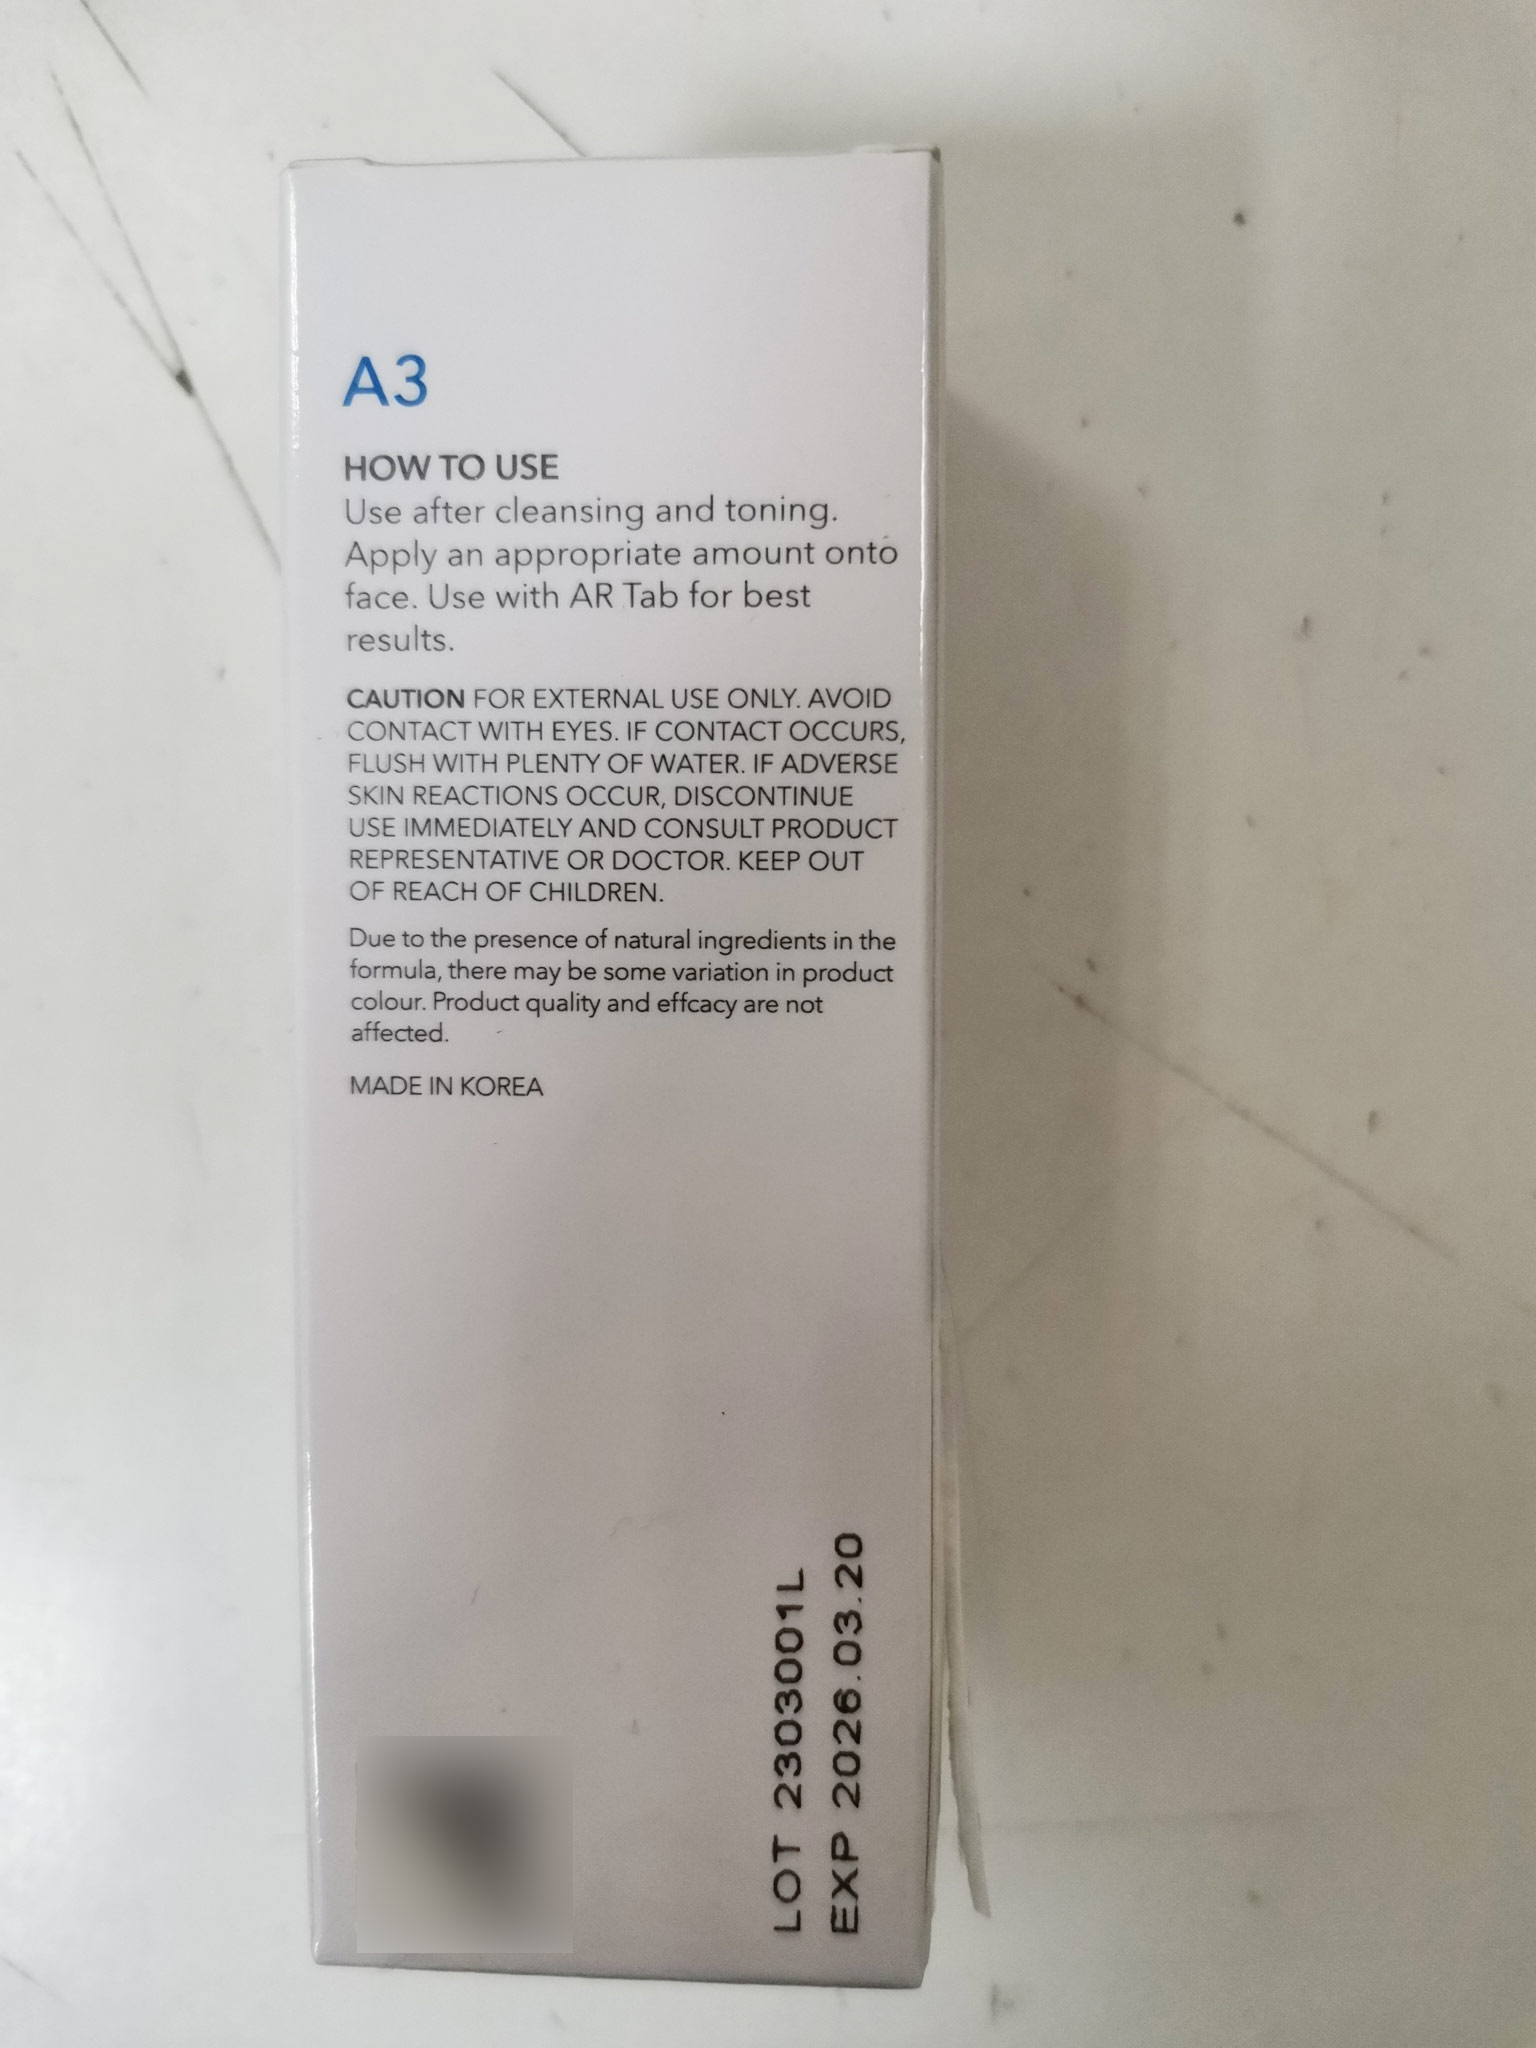 A3
HOW TO USE
Use after cleansing and toning.
Apply an appropriate amount onto
face. Use with AR Tab for best
results.
CAUTION FOR EXTERNAL USE ONLY. AVOID
CONTACT WITH EYES. IF CONTACT OCCURS,
FLUSH WITH PLENTY OF WATER. IF ADVERSE
SKIN REACTIONS OCCUR, DISCONTINUE
USE IMMEDIATELY AND CONSULT PRODUCT
REPRESENTATIVE OR DOCTOR. KEEP OUT
OF REACH OF CHILDREN.
Due to the presence of natural ingredients in the
formula, there may be some variation in product
colour. Product quality and effcacy are not
affected.
MADE IN KOREA
LOT 2303001L
EXP 2026.03.20